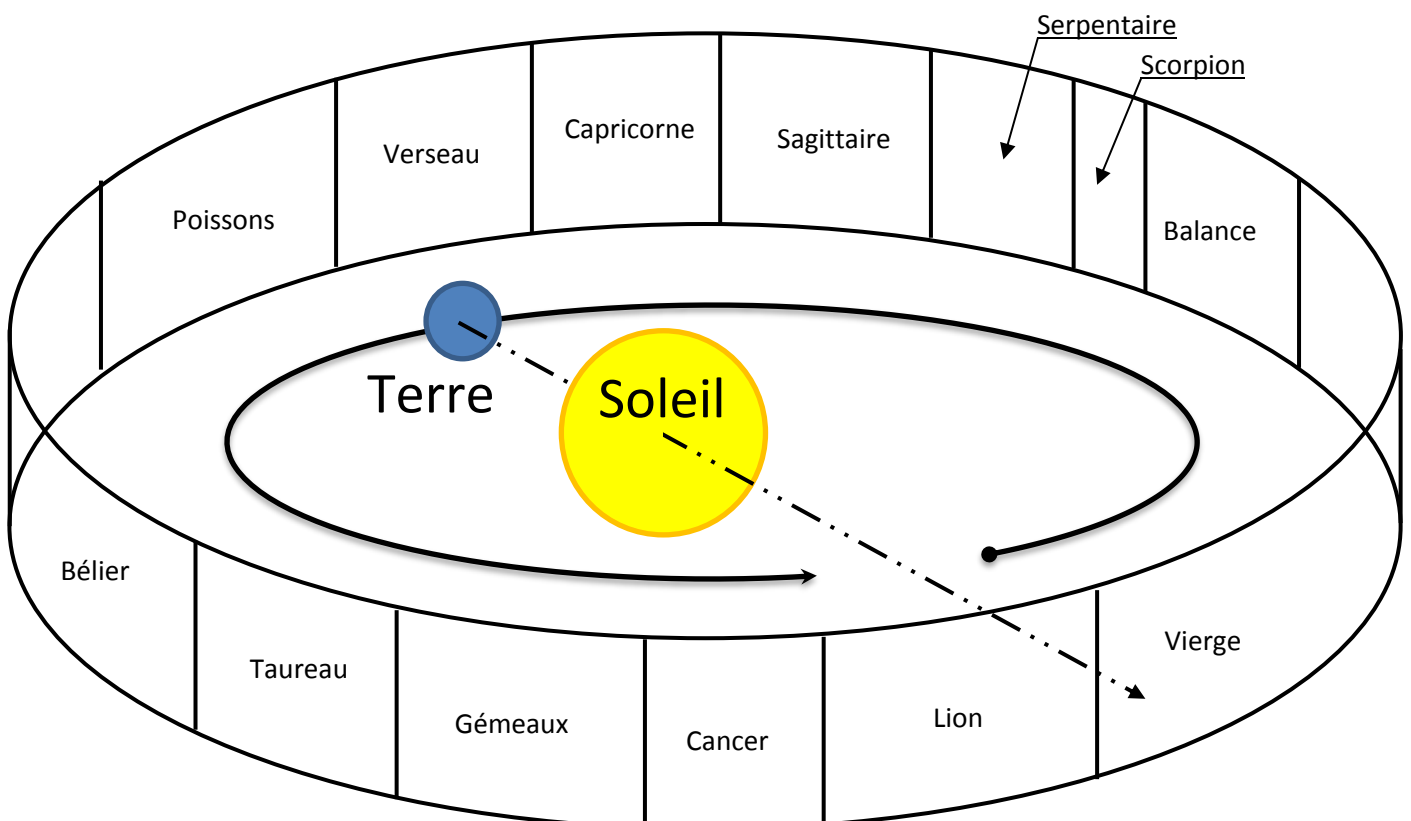 Serpentaire
Scorpion
Capricorne
Sagittaire
Verseau
Poissons
Balance
Terre
Soleil
Bélier
Taureau
Vierge
Gémeaux
Cancer
Lion